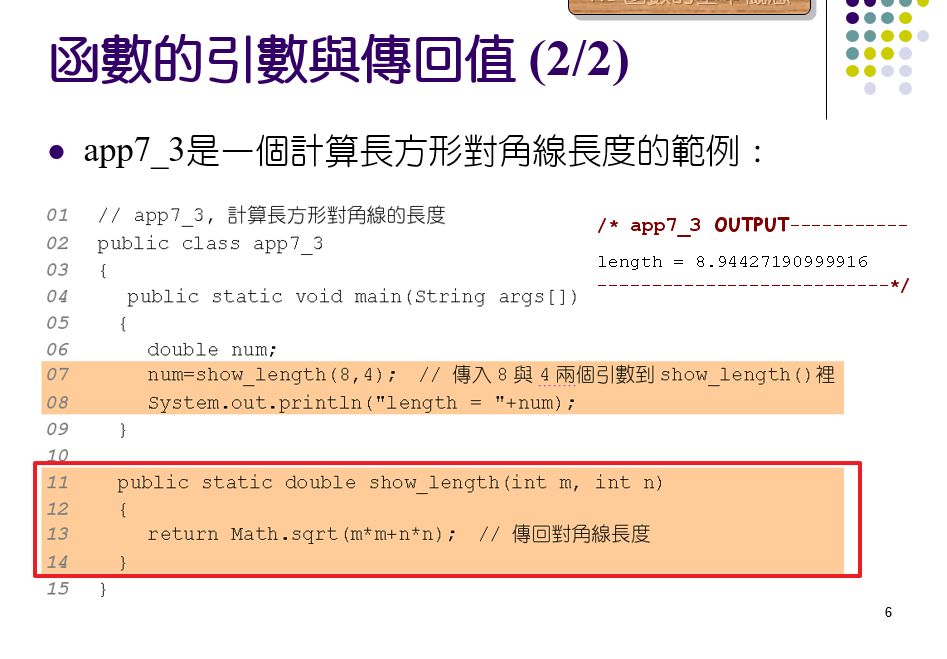 函數的引數與傳回值 (2/2)
app7_3是一個計算長方形對角線長度的範例：
01 // app7_3, 計算長方形對角線的長度
02 public class app7_3
03 {
04 public static void main(String args[])
05 {
06 double num;
07 num=show_length(8,4); // 傳入 8 與 4 兩個引數到 show_length()裡
08 System.out.println("length = "+num);
09 }
10
11 public static double show_length(int m, int n)
12 {
13 return Math.sqrt(m*m+n*n); // 傳回對角線長度
14 }
15 }
/* app7_3 OUTPUT-----------
length = 8.94427190999916
--------------------------*/
6